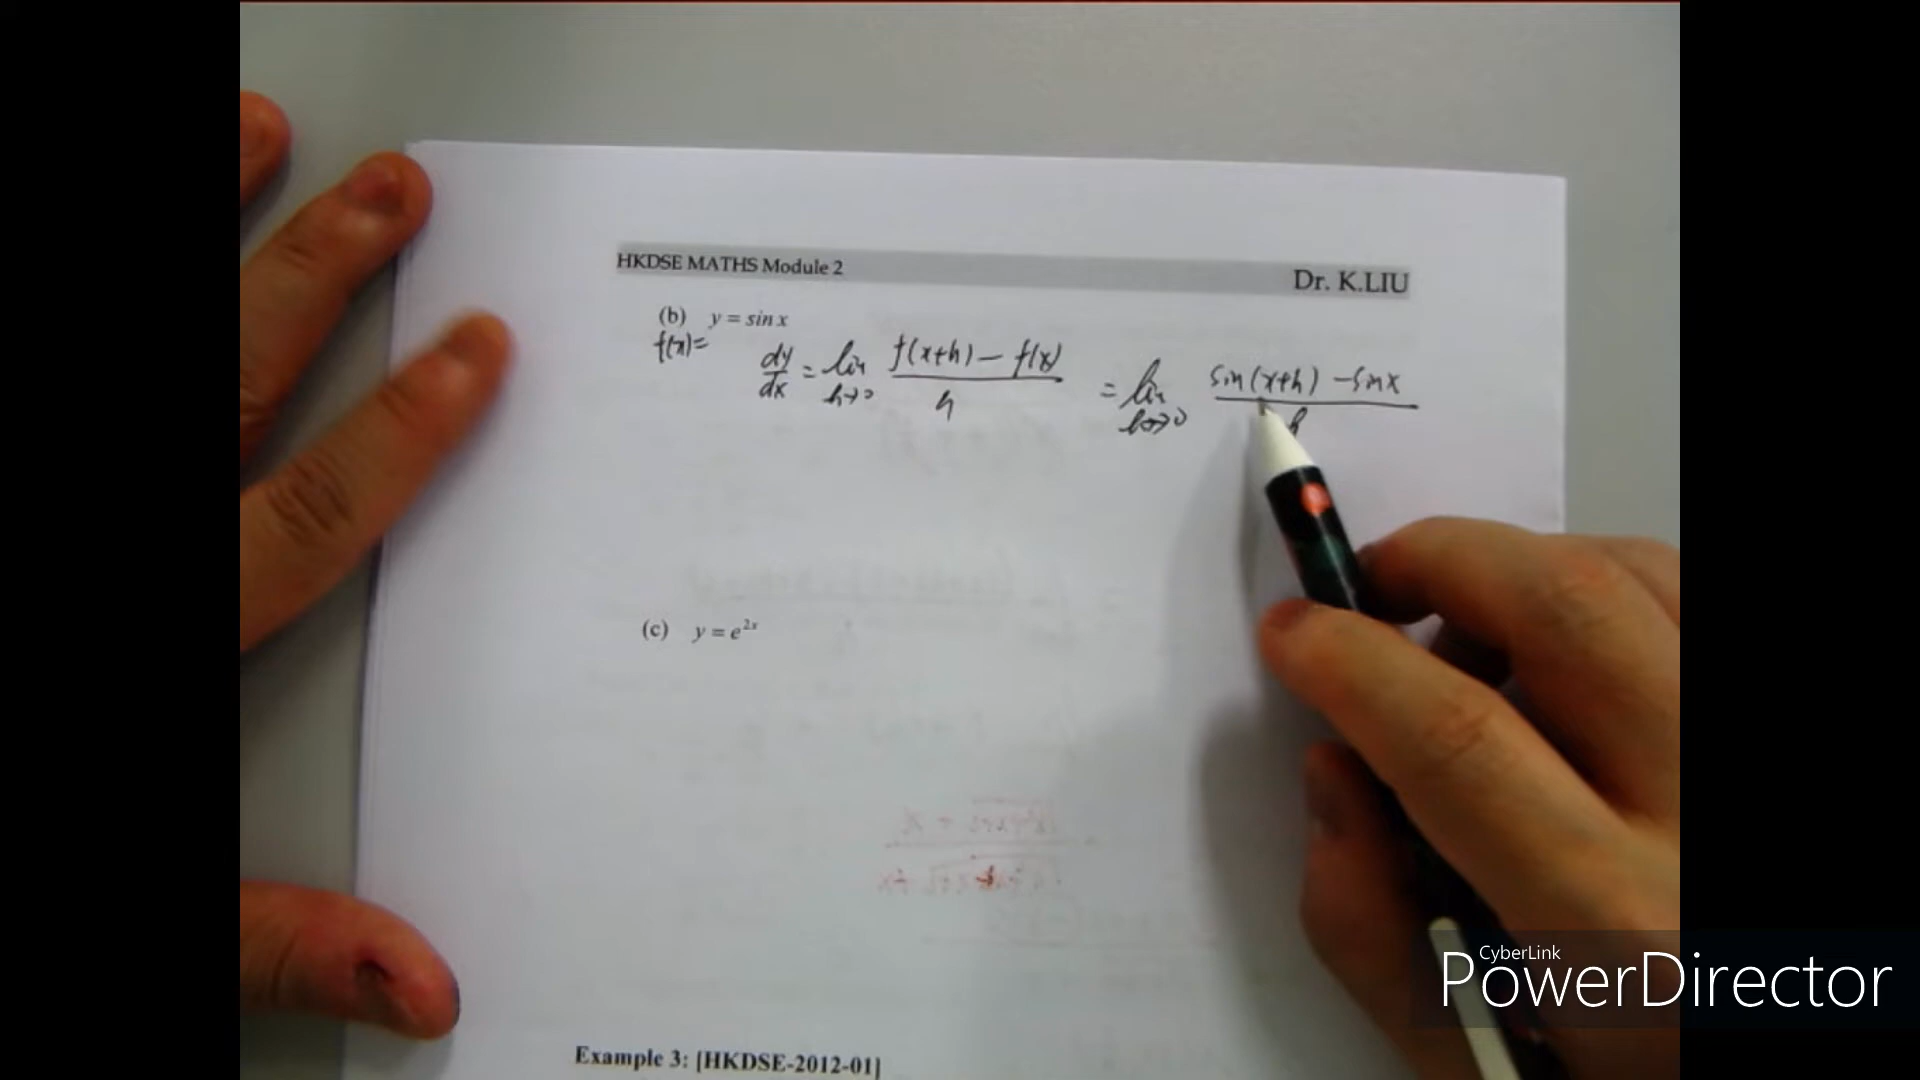 HKDSE MATHS Module 2
Dr. K.LIU
(b) y = sin x
f(x)=
dy/dx = lim h→0 (f(x+h) − f(x))/h = lim h→0 (sin(x+h) − sin x)/h
(c) y = e^{2x}
Example 3: [HKDSE-2012-01]
CyberLink
PowerDirector